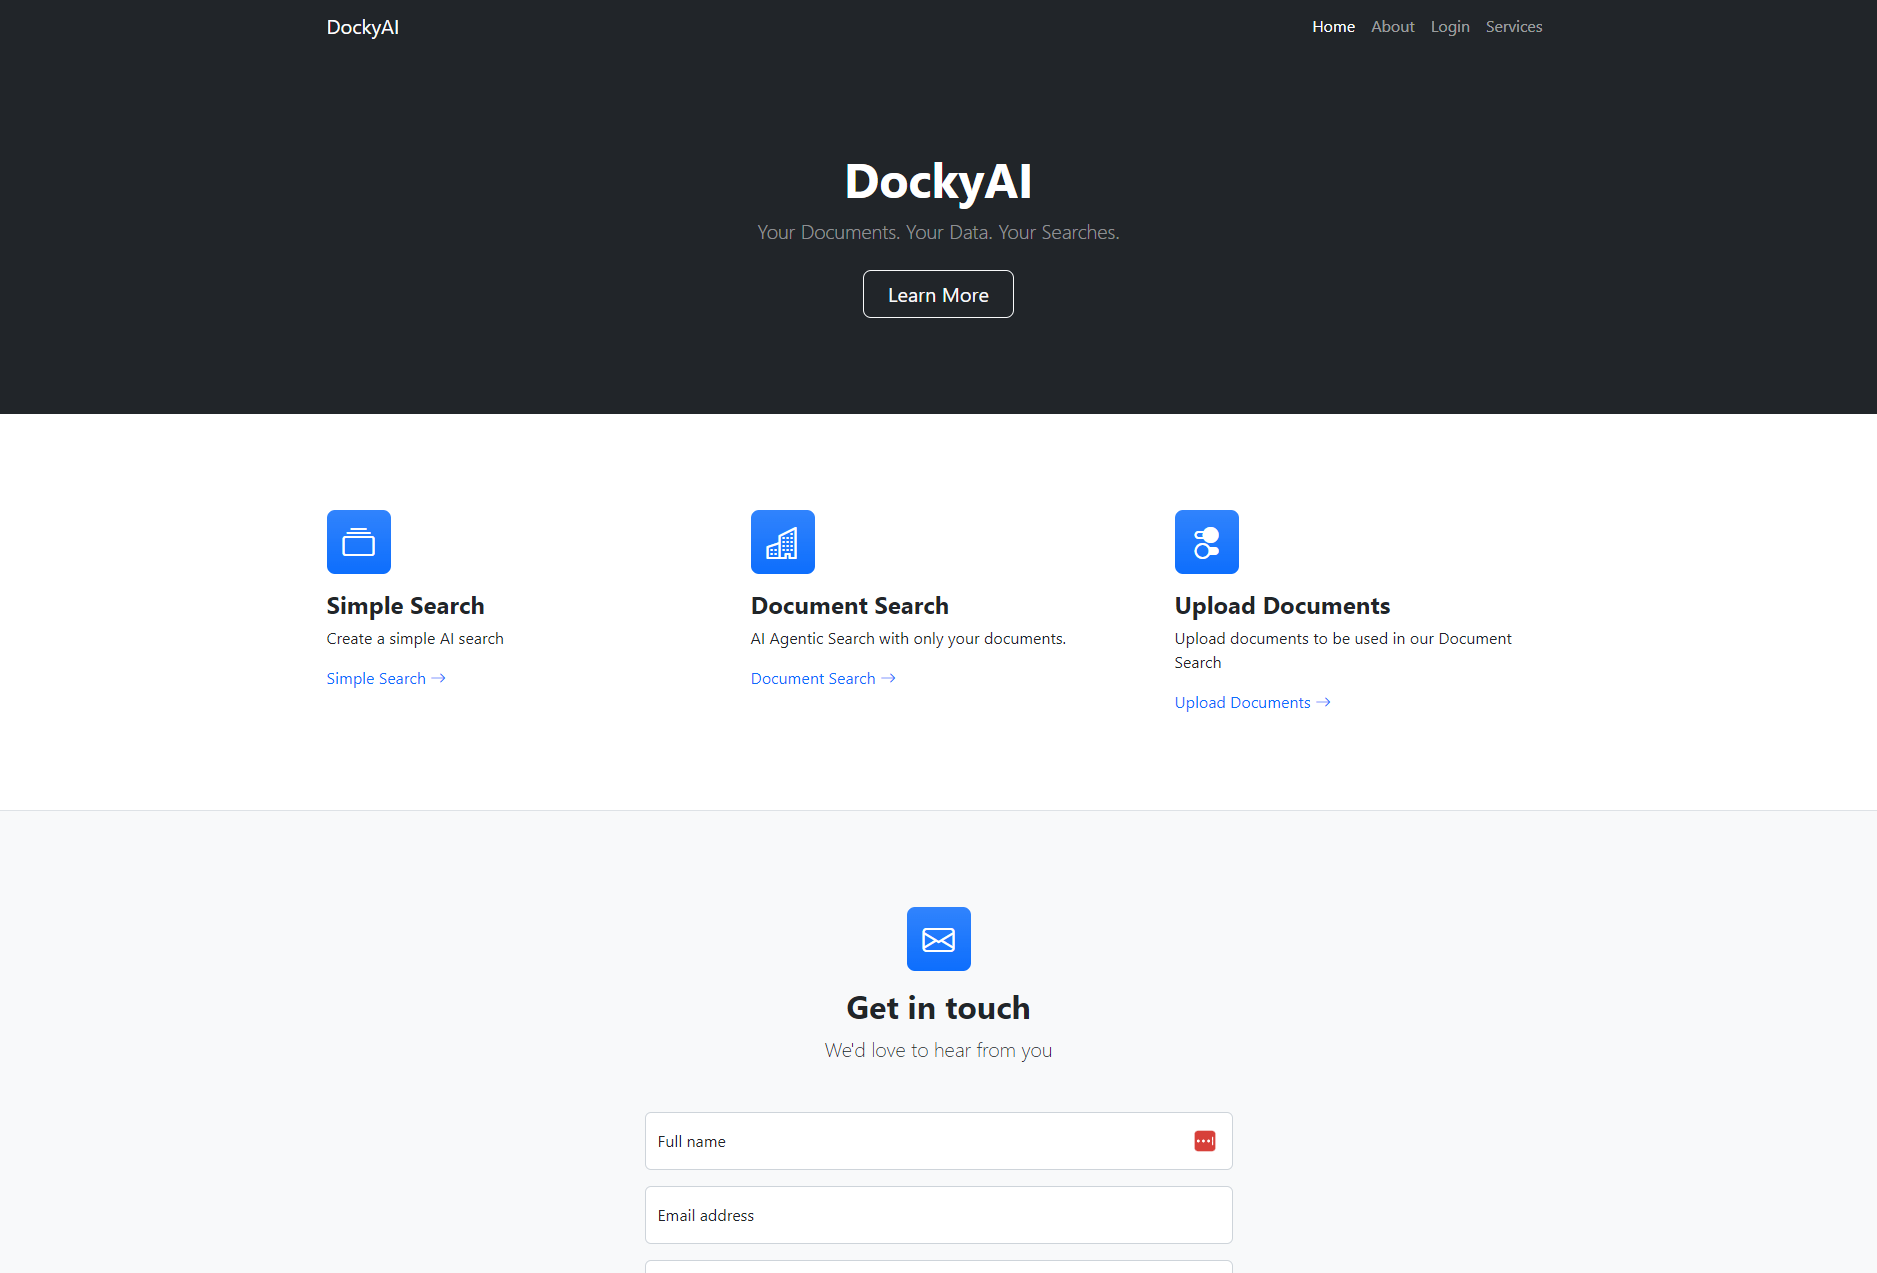 DockyAI
Home About Login Services
DockyAI
Your Documents. Your Data. Your Searches.
Learn More
Simple Search
Create a simple AI search
Simple Search →
Document Search
AI Agentic Search with only your documents.
Document Search →
Upload Documents
Upload documents to be used in our Document
Search
Upload Documents →
Get in touch
We'd love to hear from you
Full name
Email address